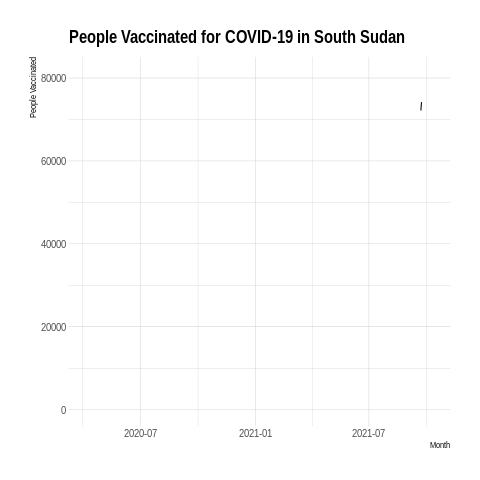 People Vaccinated for COVID-19 in South Sudan
People Vaccinated
80000
60000
40000
20000
0
2020-07
2021-01
2021-07
Month